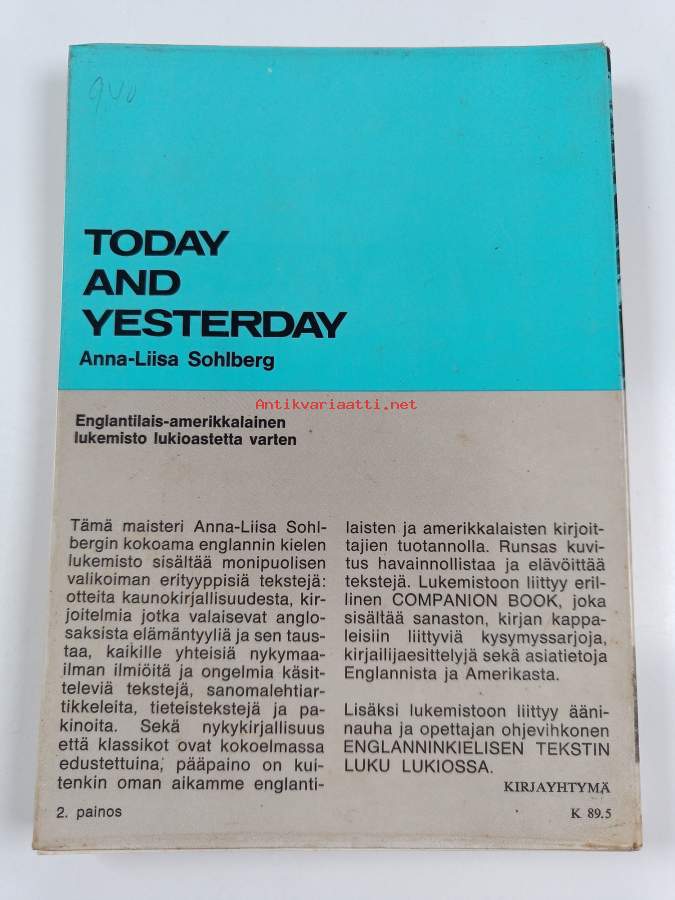 TODAY
AND
YESTERDAY
Anna-Liisa Sohlberg
Antikvariaatti.net
Englantilais-amerikkalainen
lukemisto lukioastetta varten
Tämä maisteri Anna-Liisa Sohl-
bergin kokoama englannin kielen
lukemisto sisältää monipuolisen
valikoiman erityyppisiä tekstejä:
otteita kaunokirjallisuudesta, kir-
joitelmia jotka valaisevat anglo-
saksista elämäntyyliä ja sen taus-
taa, kaikille yhteisiä nykymaa-
ilman ilmiöitä ja ongelmia käsit-
televiä tekstejä, sanomalehtiar-
tikkeleita, tieteistekstejä ja pa-
kinoita. Sekä nykykirjallisuus
että klassikot ovat kokoelmassa
edustettuina, pääpaino on kui-
tenkin oman aikamme englanti-
laisten ja amerikkalaisten kirjoit-
tajien tuotannolla. Runsas kuvi-
tus havainnollistaa ja elävöittää
tekstejä. Lukemistoon liittyy eril-
linen COMPANION BOOK, joka
sisältää sanaston, kirjan kappa-
leisiin liittyviä kysymyssarjoja,
kirjailijaesittelyjä sekä asiatietoja
Englannista ja Amerikasta.
Lisäksi lukemistoon liittyy ääni-
nauha ja opettajan ohjevihkonen
ENGLANNINKIELISEN TEKSTIN
LUKU LUKIOSSA.
KIRJAYHTYMÄ
2. painos
K 89.5